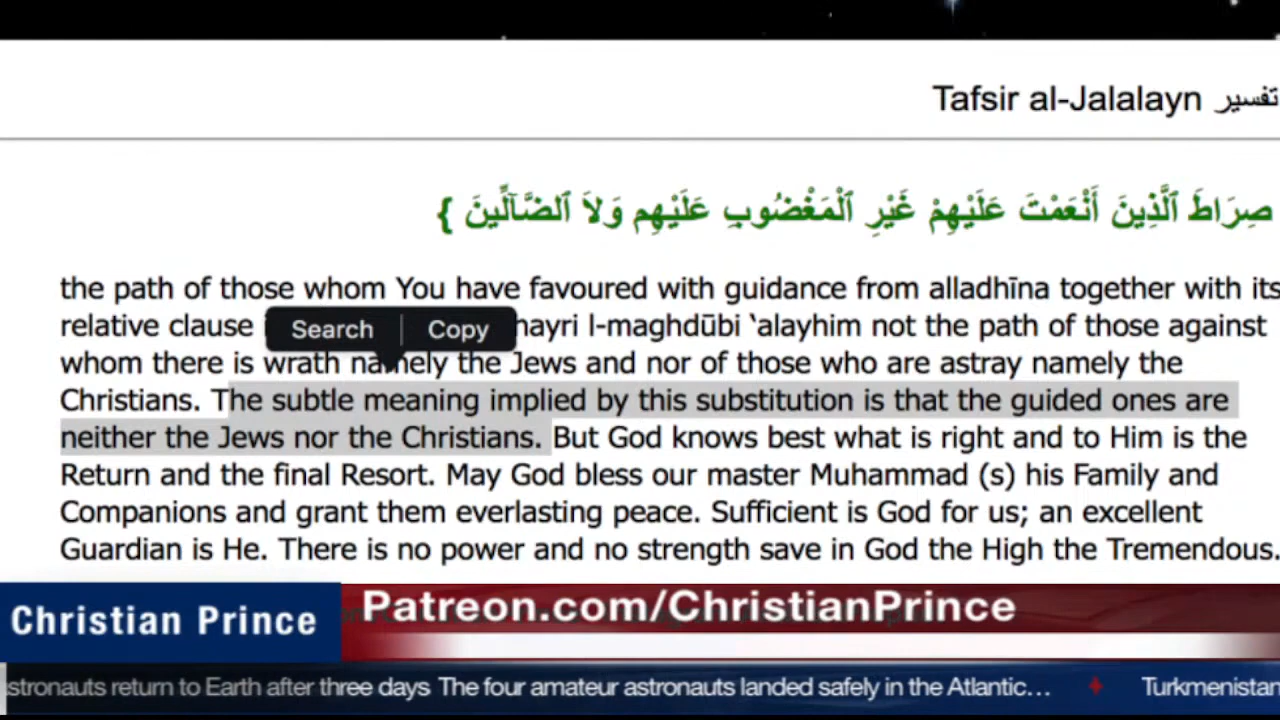 Tafsir al-Jalalayn تفسير
صِرَاطَ ٱلَّذِينَ أَنْعَمْتَ عَلَيْهِمْ غَيْرِ ٱلْمَغْضُوبِ عَلَيْهِم وَلاَ ٱلضَّآلِّينَ }
the path of those whom You have favoured with guidance from alladhīna together with its
relative clause hayri l-maghdūbi ‘alayhim not the path of those against
Search Copy
whom there is wrath namely the Jews and nor of those who are astray namely the
Christians. The subtle meaning implied by this substitution is that the guided ones are
neither the Jews nor the Christians. But God knows best what is right and to Him is the
Return and the final Resort. May God bless our master Muhammad (s) his Family and
Companions and grant them everlasting peace. Sufficient is God for us; an excellent
Guardian is He. There is no power and no strength save in God the High the Tremendous.
Christian Prince
Patreon.com/ChristianPrince
stronauts return to Earth after three days The four amateur astronauts landed safely in the Atlantic... Turkmenistan